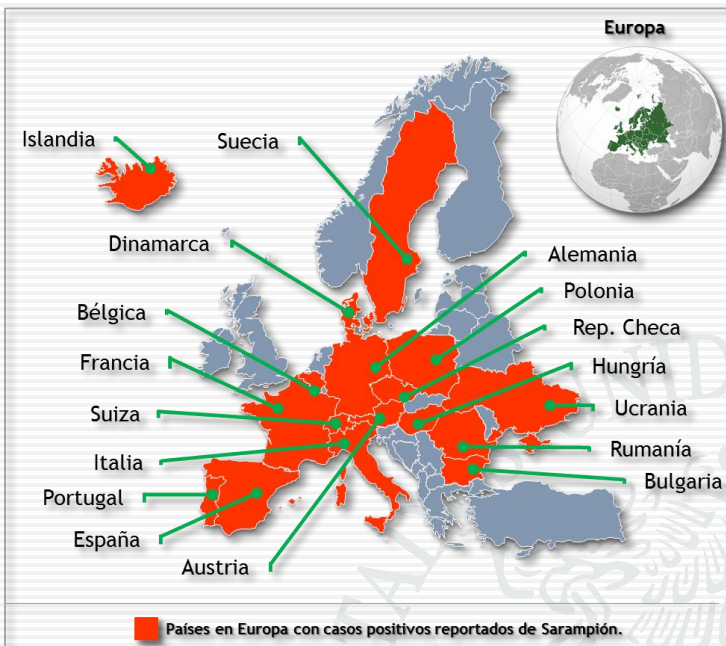 Europa
Islandia
Suecia
Dinamarca
Alemania
Bélgica
Polonia
Rep. Checa
Francia
Hungría
Suiza
Ucrania
Italia
Rumanía
Portugal
Bulgaria
España
Austria
Países en Europa con casos positivos reportados de Sarampión.